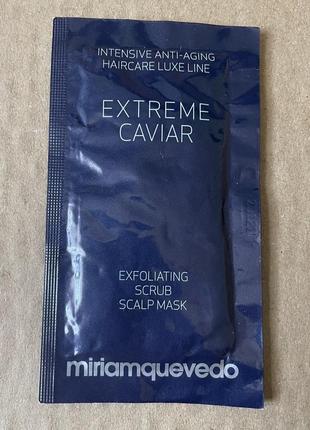 INTENSIVE ANTI-AGING
HAIRCARE LUXE LINE
EXTREME
CAVIAR
EXFOLIATING
SCRUB
SCALP MASK
miriamquevedo